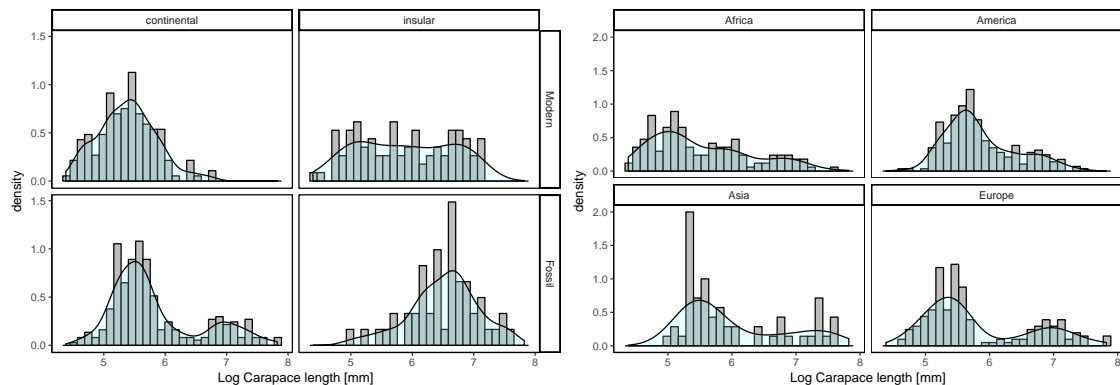 continental insular
1.5
1.0
0.5
0.0
Modern
1.5
1.0
0.5
0.0
Fossil
density
5 6 7 8 5 6 7 8
Log Carapace length [mm]
Africa America
2.0
1.5
1.0
0.5
0.0
Asia Europe
2.0
1.5
1.0
0.5
0.0
density
5 6 7 8 5 6 7 8
Log Carapace length [mm]